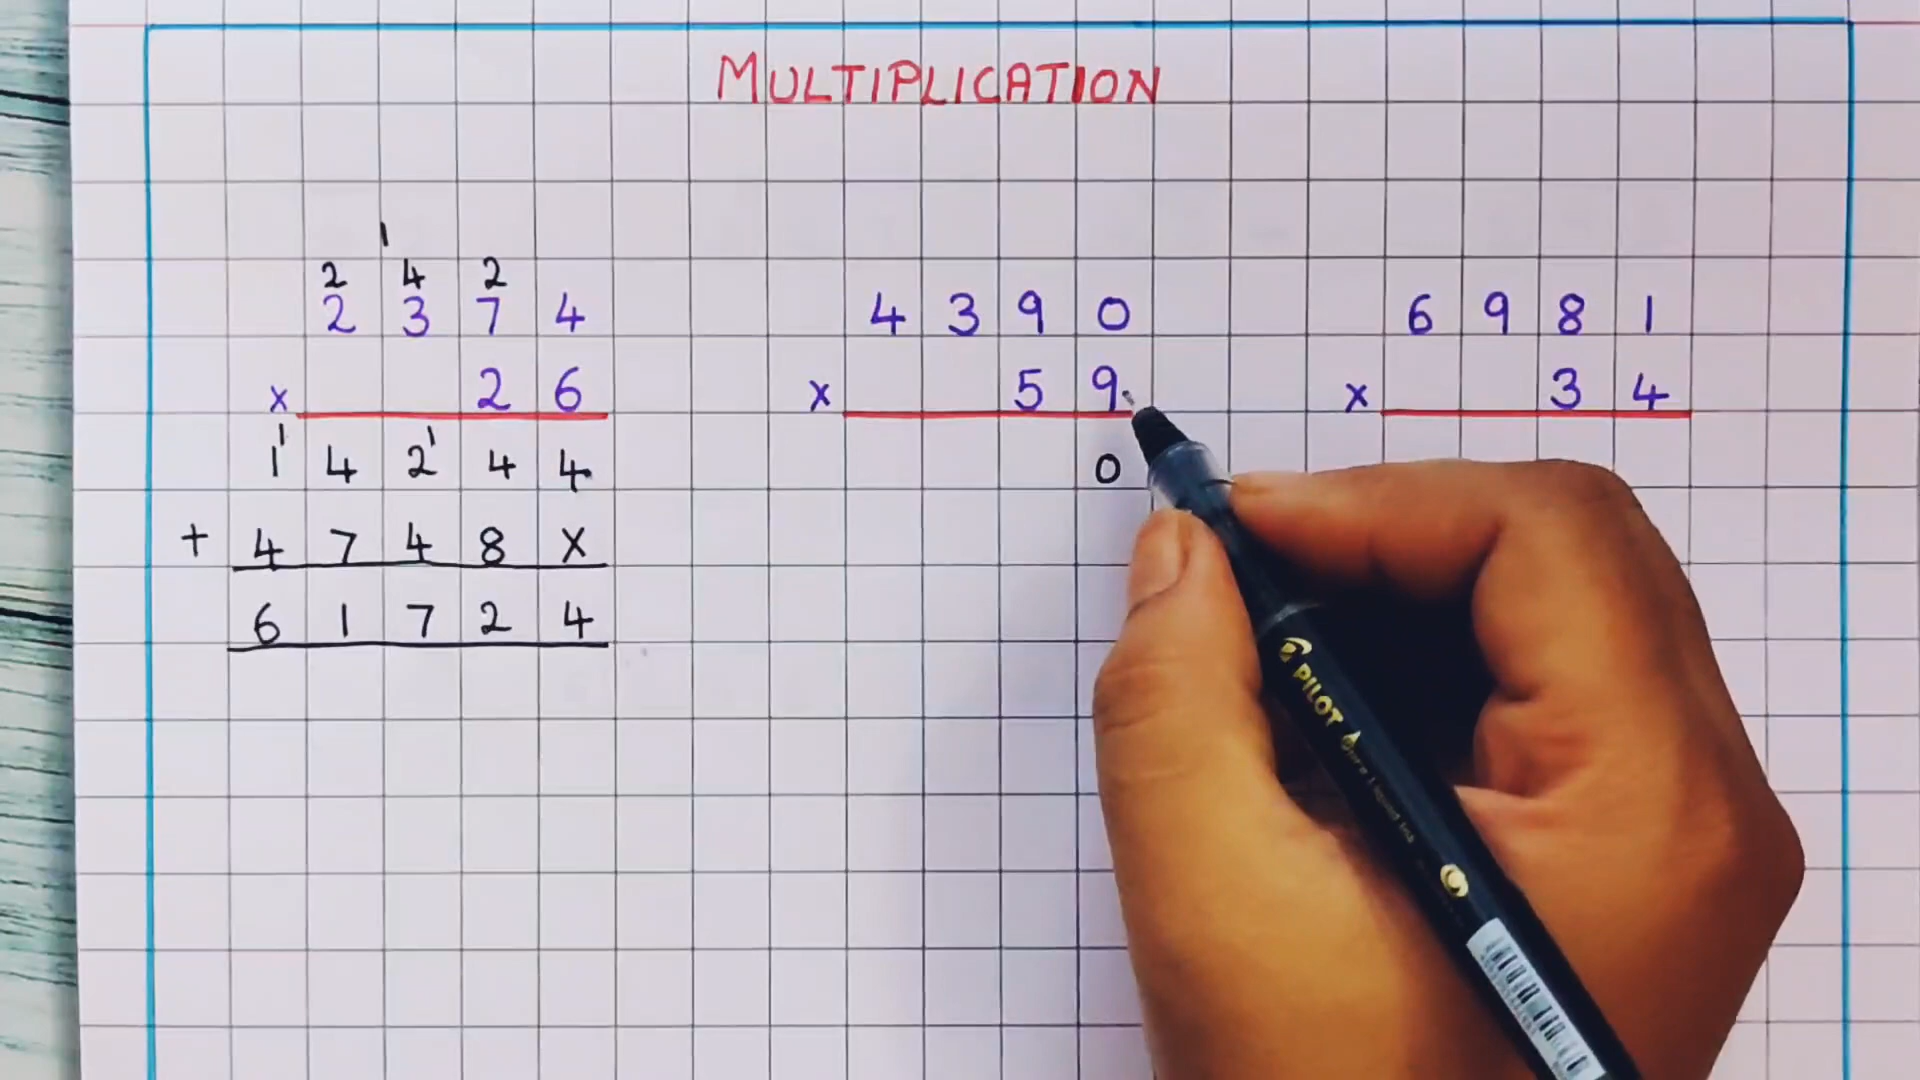 MULTIPLICATION
1
2 4 2
2 3 7 4
x 2 6
1 1
1 4 2 4 4
+ 4 7 4 8 x
6 1 7 2 4
4 3 9 0
x 5 9
0
6 9 8 1
x 3 4
PILOT